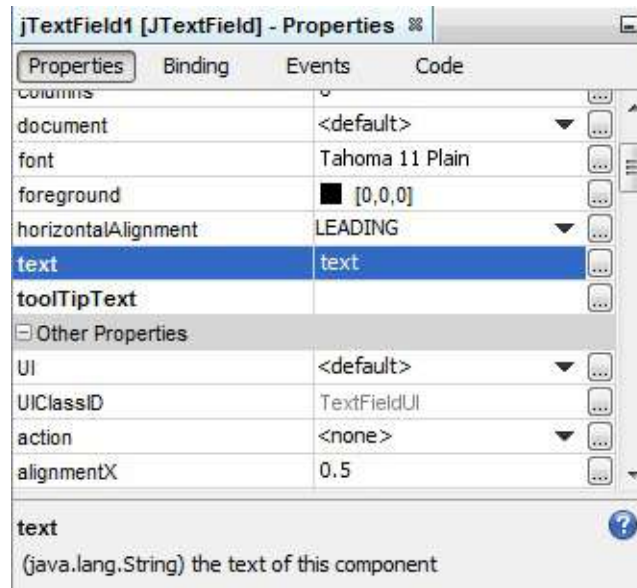 jTextField1 [JTextField] - Properties
Properties Binding Events Code
columns 0
document <default> ...
font Tahoma 11 Plain ...
foreground [0,0,0] ...
horizontalAlignment LEADING ...
text text ...
toolTipText ...
Other Properties
UI <default> ...
UIClassID TextFieldUI ...
action <none> ...
alignmentX 0.5 ...
text
(java.lang.String) the text of this component